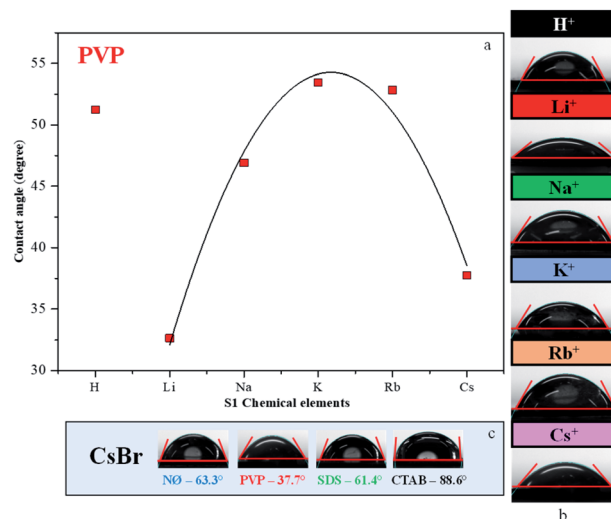 PVP
a
55
50
45
40
35
30
Contact angle (degree)
H Li Na K Rb Cs
S1 Chemical elements
c
CsBr
NØ – 63.3° PVP – 37.7° SDS – 61.4° CTAB – 88.6°
H+
Li+
Na+
K+
Rb+
Cs+
b